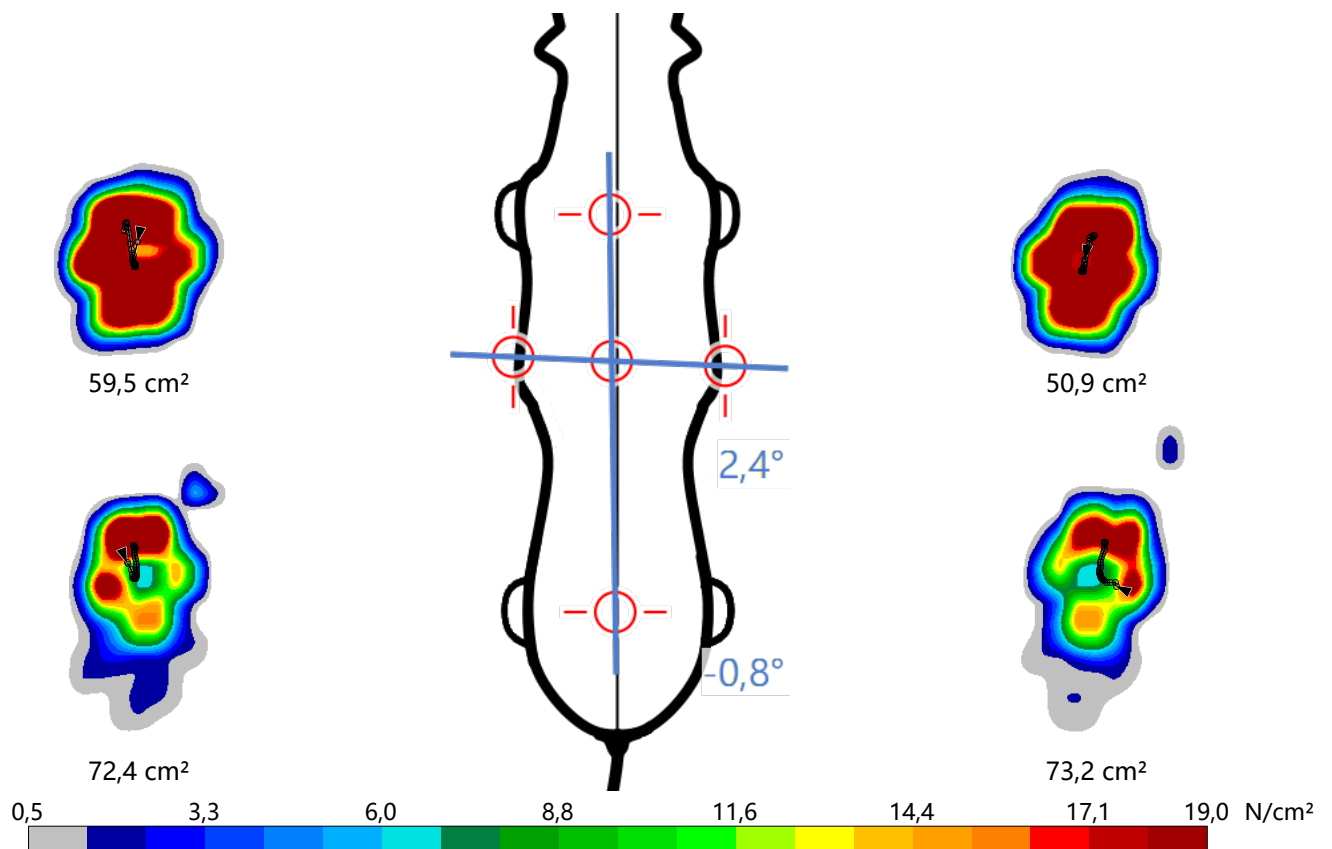 59,5 cm²
50,9 cm²
2,4°
-0,8°
72,4 cm²
73,2 cm²
0,5 3,3 6,0 8,8 11,6 14,4 17,1 19,0 N/cm²